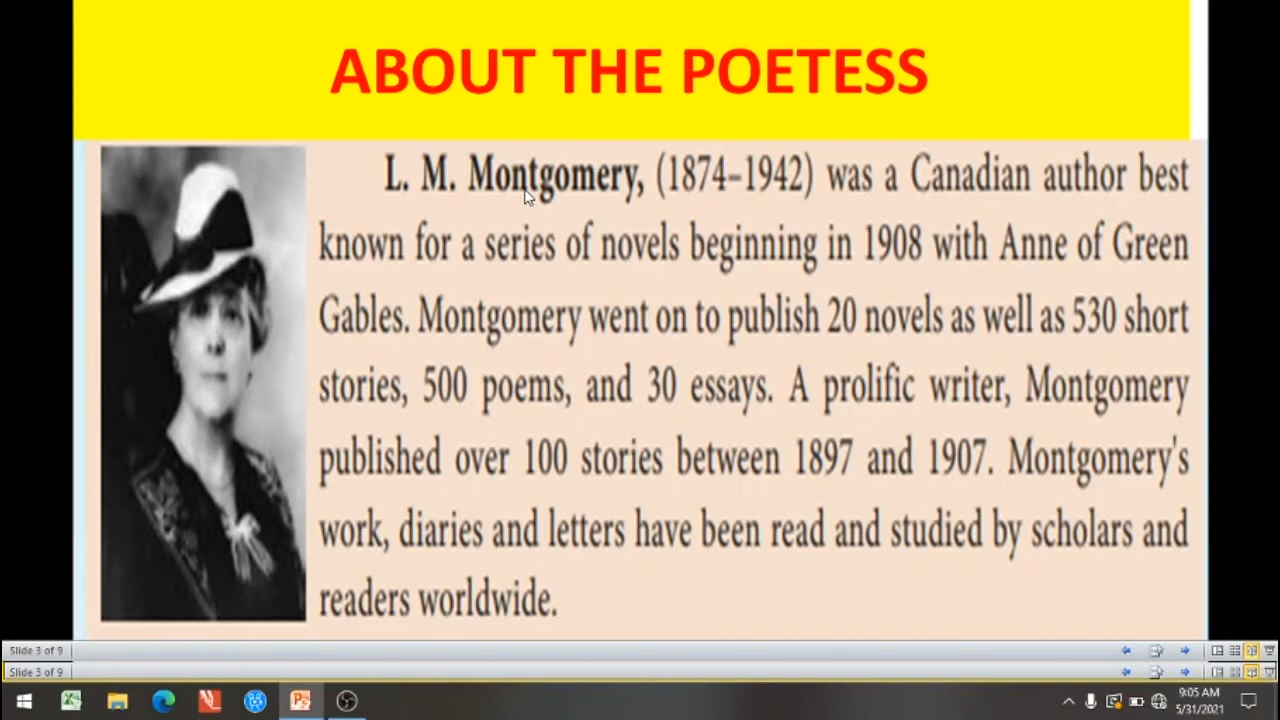 ABOUT THE POETESS
L. M. Montgomery, (1874–1942) was a Canadian author best
known for a series of novels beginning in 1908 with Anne of Green
Gables. Montgomery went on to publish 20 novels as well as 530 short
stories, 500 poems, and 30 essays. A prolific writer, Montgomery
published over 100 stories between 1897 and 1907. Montgomery's
work, diaries and letters have been read and studied by scholars and
readers worldwide.
Slide 3 of 9
Slide 3 of 9
9:05 AM
5/31/2021